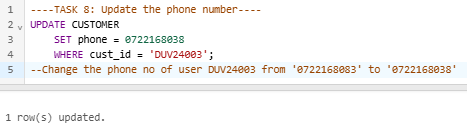 1 ----TASK 8: Update the phone number----
2 UPDATE CUSTOMER
3 SET phone = 0722168038
4 WHERE cust_id = 'DUV24003';
5 --Change the phone no of user DUV24003 from '0722168083' to '0722168038'
1 row(s) updated.